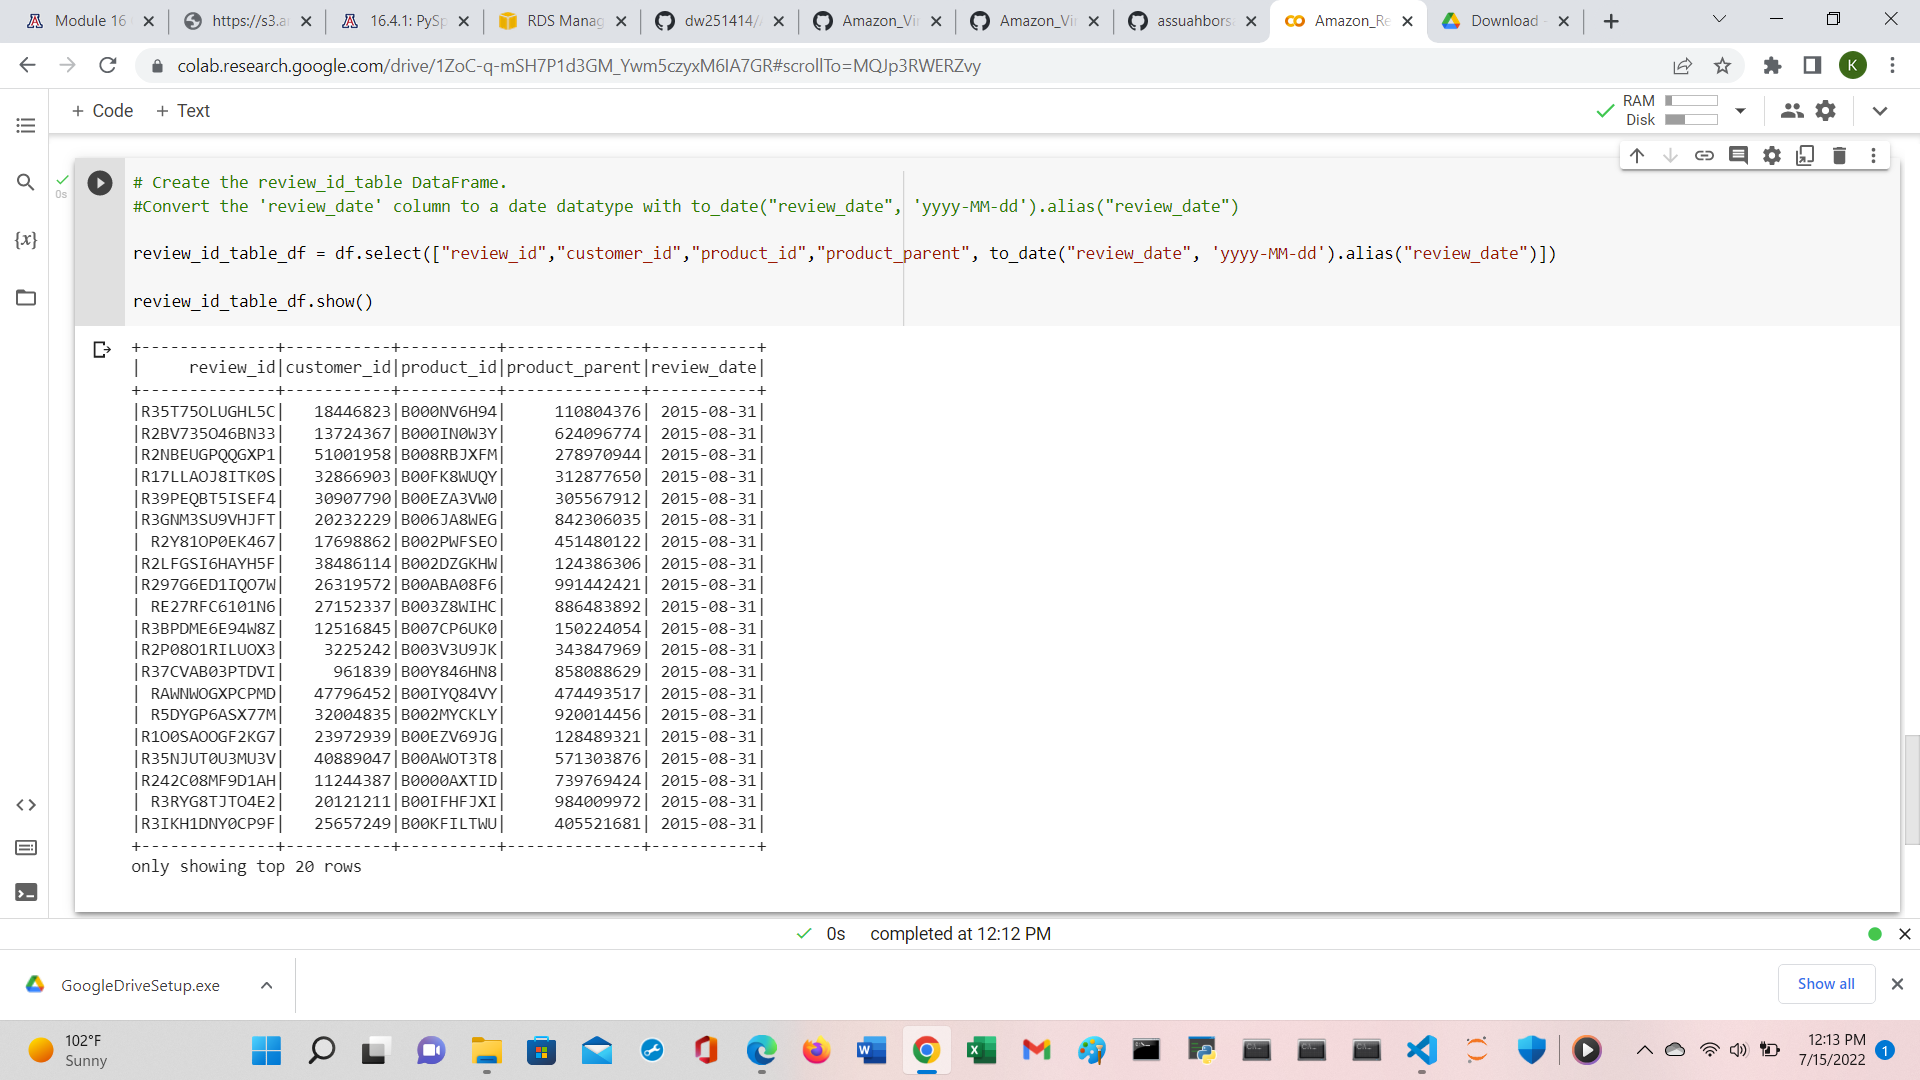 Module 16
https://s3.a
16.4.1: PySp
RDS Manag
dw251414/
Amazon_Vi
Amazon_Vi
assuahbors
Amazon_Re
Download
colab.research.google.com/drive/1ZoC-q-mSH7P1d3GM_Ywm5czyxM6IA7GR#scrollTo=MQJp3RWERZvy
K
+ Code + Text
RAM
Disk
0s
{x}
# Create the review_id_table DataFrame.
#Convert the 'review_date' column to a date datatype with to_date("review_date", 'yyyy-MM-dd').alias("review_date")
review_id_table_df = df.select(["review_id","customer_id","product_id","product_parent", to_date("review_date", 'yyyy-MM-dd').alias("review_date")])
review_id_table_df.show()
+--------------+-----------+----------+--------------+-----------+
|     review_id|customer_id|product_id|product_parent|review_date|
+--------------+-----------+----------+--------------+-----------+
|R35T75OLUGHL5C|   18446823|B000NV6H94|     110804376| 2015-08-31|
|R2BV735O46BN33|   13724367|B000IN0W3Y|     624096774| 2015-08-31|
|R2NBEUGPQQGXP1|   51001958|B008RBJXFM|     278970944| 2015-08-31|
|R17LLAOJ8ITK0S|   32866903|B00FK8WUQY|     312877650| 2015-08-31|
|R39PEQBT5ISEF4|   30907790|B00EZA3VW0|     305567912| 2015-08-31|
|R3GNM3SU9VHJFT|   20232229|B006JA8WEG|     842306035| 2015-08-31|
| R2Y81OP0EK467|   17698862|B002PWFSEO|     451480122| 2015-08-31|
|R2LFGSI6HAYH5F|   38486114|B002DZGKHW|     124386306| 2015-08-31|
|R297G6ED1IQO7W|   26319572|B00ABA08F6|     991442421| 2015-08-31|
| RE27RFC6101N6|   27152337|B003Z8WIHC|     886483892| 2015-08-31|
|R3BPDME6E94W8Z|   12516845|B007CP6UK0|     150224054| 2015-08-31|
|R2P08O1RILUOX3|    3225242|B003V3U9JK|     343847969| 2015-08-31|
|R37CVAB03PTDVI|     961839|B00Y846HN8|     858088629| 2015-08-31|
| RAWNWOGXPCPMD|   47796452|B00IYQ84VY|     474493517| 2015-08-31|
| R5DYGP6ASX77M|   32004835|B002MYCKLY|     920014456| 2015-08-31|
|R1O0SAOOGF2KG7|   23972939|B00EZV69JG|     128489321| 2015-08-31|
|R35NJUT0U3MU3V|   40889047|B00AWOT3T8|     571303876| 2015-08-31|
|R242C08MF9D1AH|   11244387|B0000AXTID|     739769424| 2015-08-31|
| R3RYG8TJTO4E2|   20121211|B00IFHFJXI|     984009972| 2015-08-31|
|R3IKH1DNY0CP9F|   25657249|B00KFILTWU|     405521681| 2015-08-31|
+--------------+-----------+----------+--------------+-----------+
only showing top 20 rows
0s completed at 12:12 PM
GoogleDriveSetup.exe
Show all
102°F
Sunny
12:13 PM
7/15/2022
1